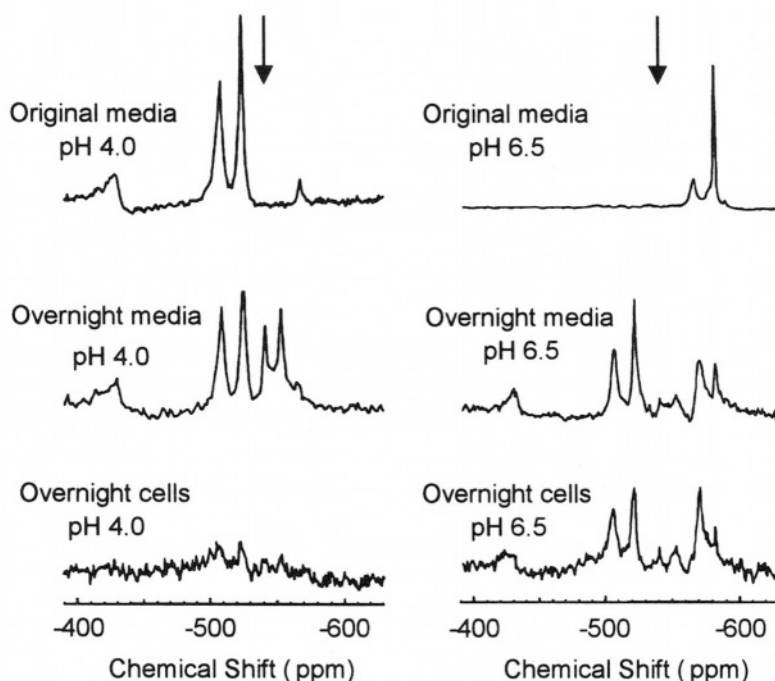 Original media
pH 4.0
Original media
pH 6.5
Overnight media
pH 4.0
Overnight media
pH 6.5
Overnight cells
pH 4.0
Overnight cells
pH 6.5
-400 -500 -600
-400 -500 -600
Chemical Shift ( ppm)
Chemical Shift ( ppm)